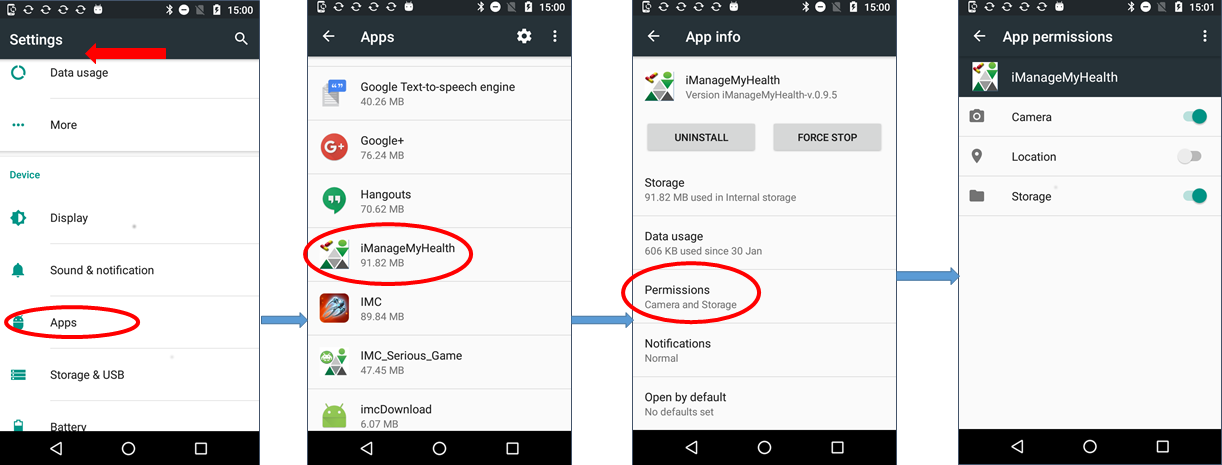 15:00
Settings
Data usage
More
Device
Display
Sound & notification
Apps
Storage & USB
Battery
15:00
Apps
Google Text-to-speech engine
40.26 MB
Google+
76.24 MB
Hangouts
70.62 MB
iManageMyHealth
91.82 MB
IMC
89.84 MB
IMC_Serious_Game
47.45 MB
imcDownload
6.07 MB
15:00
App info
iManageMyHealth
Version iManageMyHealth-v.0.9.5
UNINSTALL
FORCE STOP
Storage
91.82 MB used in Internal storage
Data usage
606 KB used since 30 Jan
Permissions
Camera and Storage
Notifications
Normal
Open by default
No defaults set
15:01
App permissions
iManageMyHealth
Camera
Location
Storage